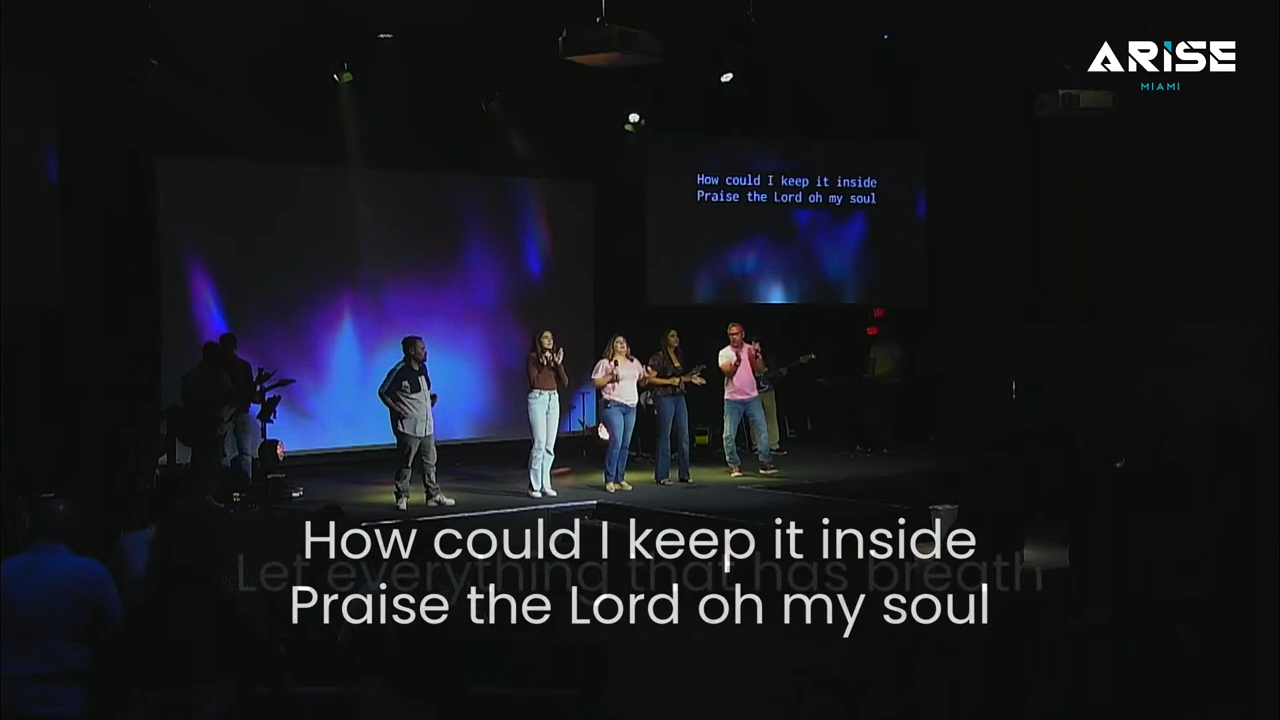 ARISE
MIAMI
How could I keep it inside
Praise the Lord oh my soul
How could I keep it inside
Let everything that has breath
Praise the Lord oh my soul